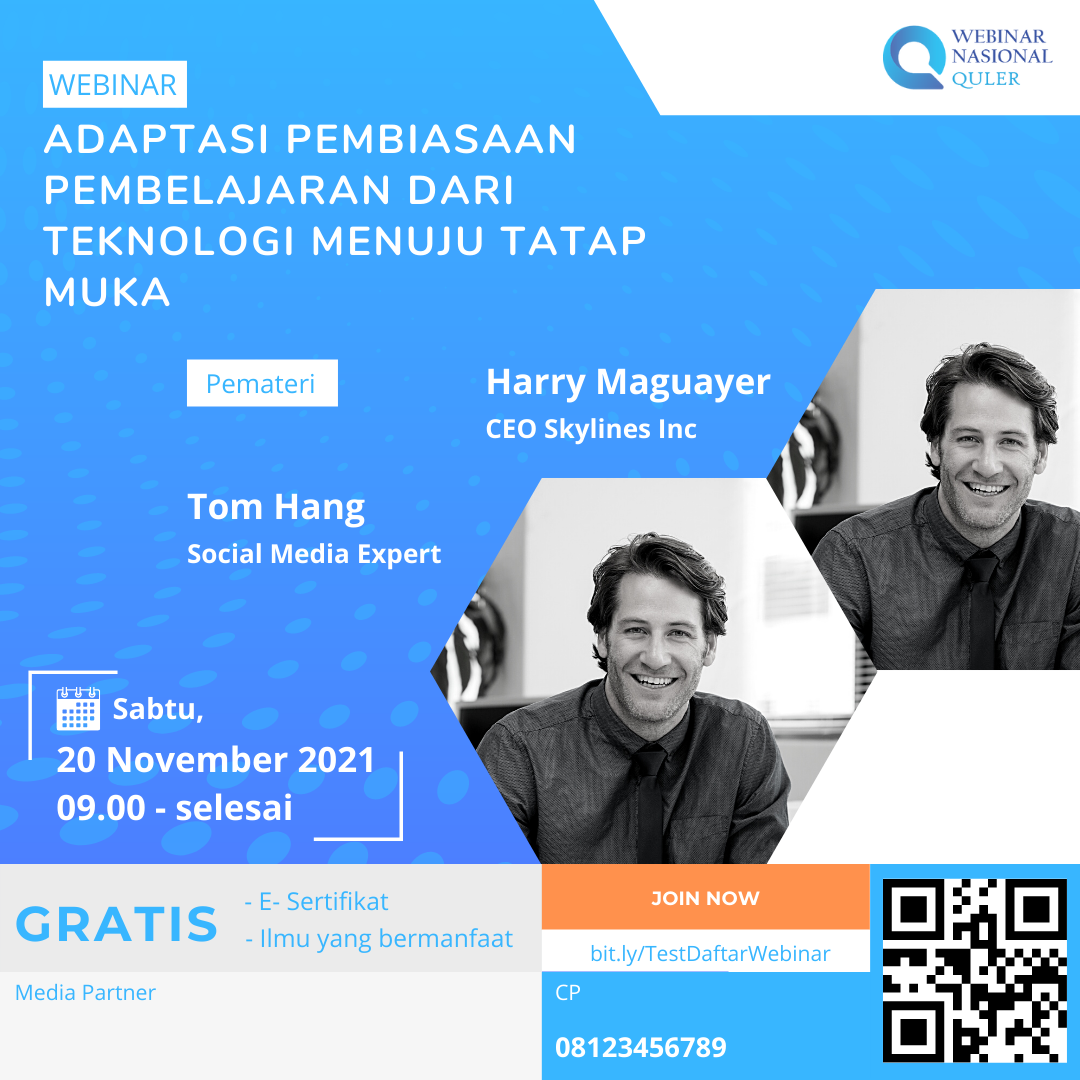 WEBINAR
NASIONAL
QULER
WEBINAR
ADAPTASI PEMBIASAAN
PEMBELAJARAN DARI
TEKNOLOGI MENUJU TATAP
MUKA
Pemateri
Harry Maguayer
CEO Skylines Inc
Tom Hang
Social Media Expert
Sabtu,
20 November 2021
09.00 - selesai
GRATIS
- E- Sertifikat
- Ilmu yang bermanfaat
JOIN NOW
bit.ly/TestDaftarWebinar
Media Partner
CP
08123456789